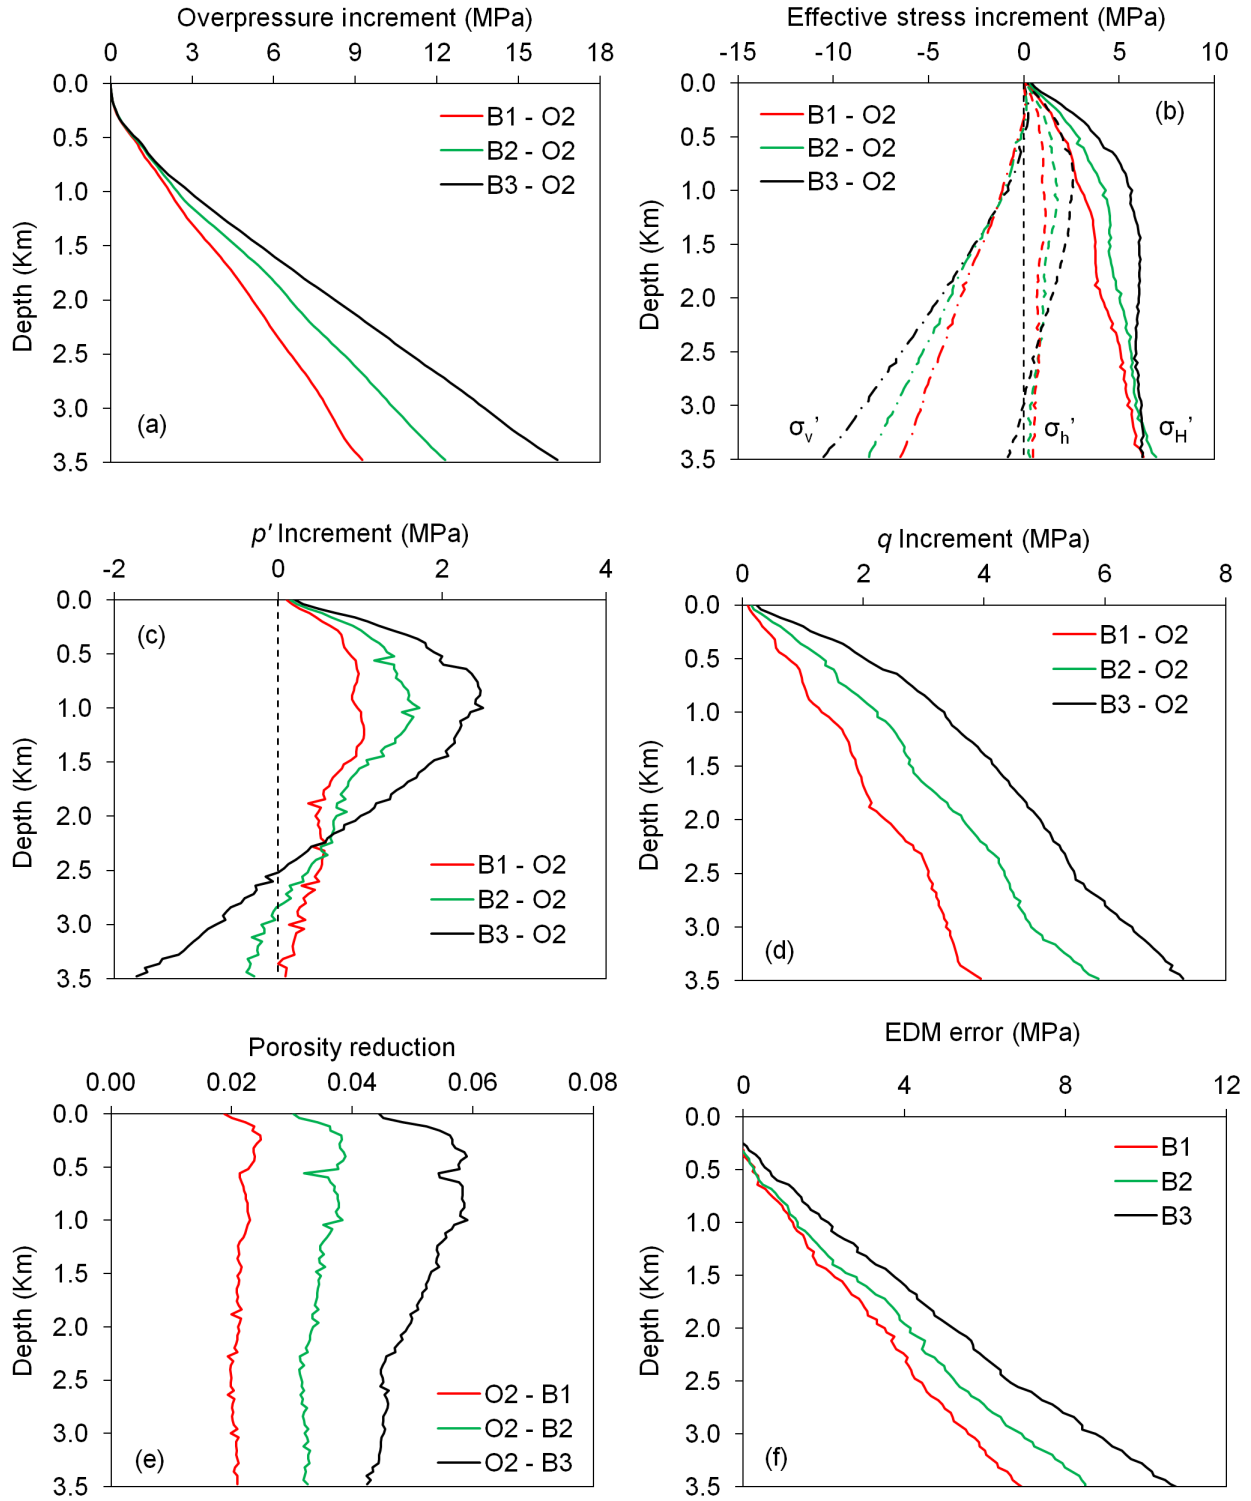 Overpressure increment (MPa)
0 3 6 9 12 15 18
0.0
0.5
1.0
1.5
2.0
2.5
3.0
3.5
Depth (Km)
B1 - O2
B2 - O2
B3 - O2
(a)
Effective stress increment (MPa)
-15 -10 -5 0 5 10
0.0
0.5
1.0
1.5
2.0
2.5
3.0
3.5
Depth (Km)
B1 - O2
B2 - O2
B3 - O2
(b)
σv’ σh’ σH’
p' Increment (MPa)
-2 0 2 4
0.0
0.5
1.0
1.5
2.0
2.5
3.0
3.5
Depth (Km)
(c)
B1 - O2
B2 - O2
B3 - O2
q Increment (MPa)
0 2 4 6 8
0.0
0.5
1.0
1.5
2.0
2.5
3.0
3.5
Depth (Km)
B1 - O2
B2 - O2
B3 - O2
(d)
Porosity reduction
0.00 0.02 0.04 0.06 0.08
0.0
0.5
1.0
1.5
2.0
2.5
3.0
3.5
Depth (Km)
O2 - B1
O2 - B2
O2 - B3
(e)
EDM error (MPa)
0 4 8 12
0.0
0.5
1.0
1.5
2.0
2.5
3.0
3.5
Depth (Km)
B1
B2
B3
(f)